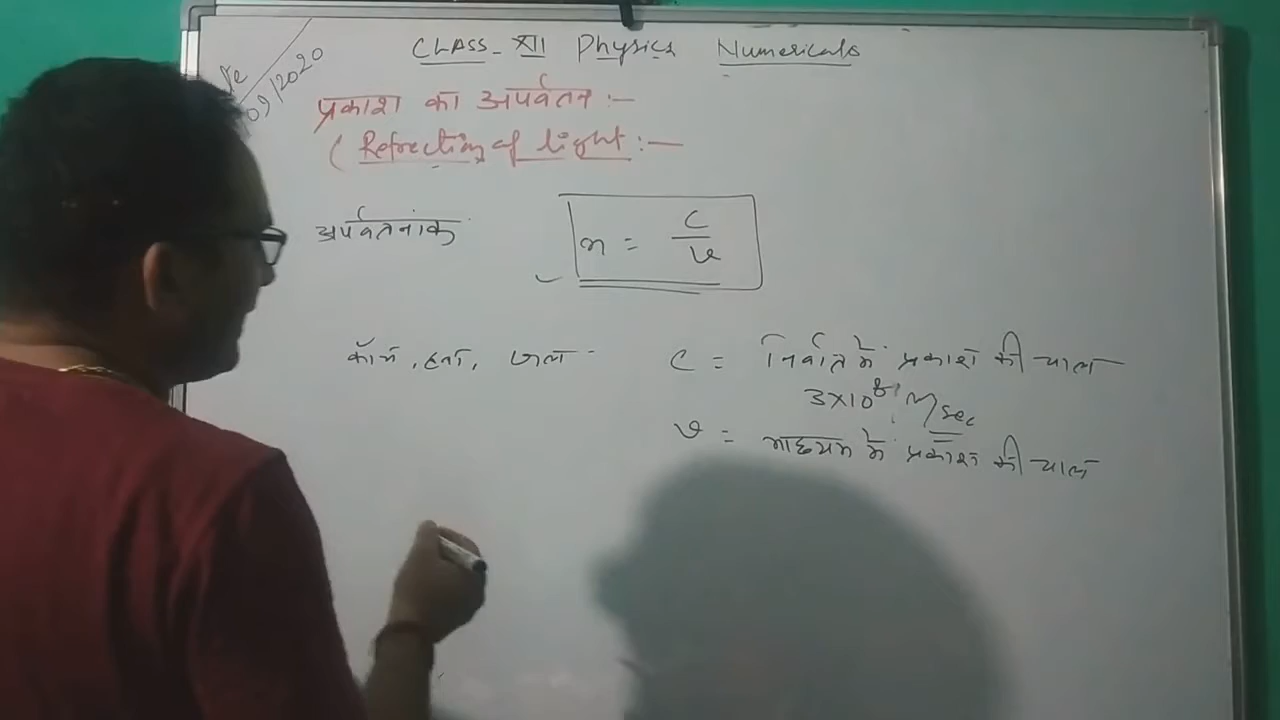 CLASS - XII Physics Numericals
09/2020
प्रकाश का अपवर्तन :-
( Refrection of light :-
अपवर्तनांक n = c/v
काँच , हवा , जल
c = निर्वात में प्रकाश की चाल
3×10⁸ m/sec
v = माध्यम में प्रकाश की चाल